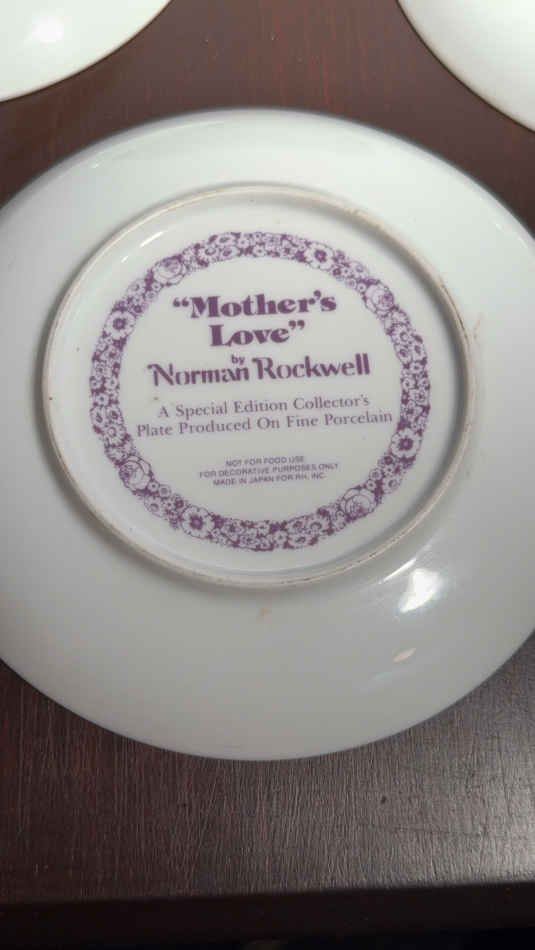 “Mother's
Love”
by
Norman Rockwell
A Special Edition Collector's
Plate Produced On Fine Porcelain
NOT FOR FOOD USE
FOR DECORATIVE PURPOSES ONLY
MADE IN JAPAN FOR RH, INC.